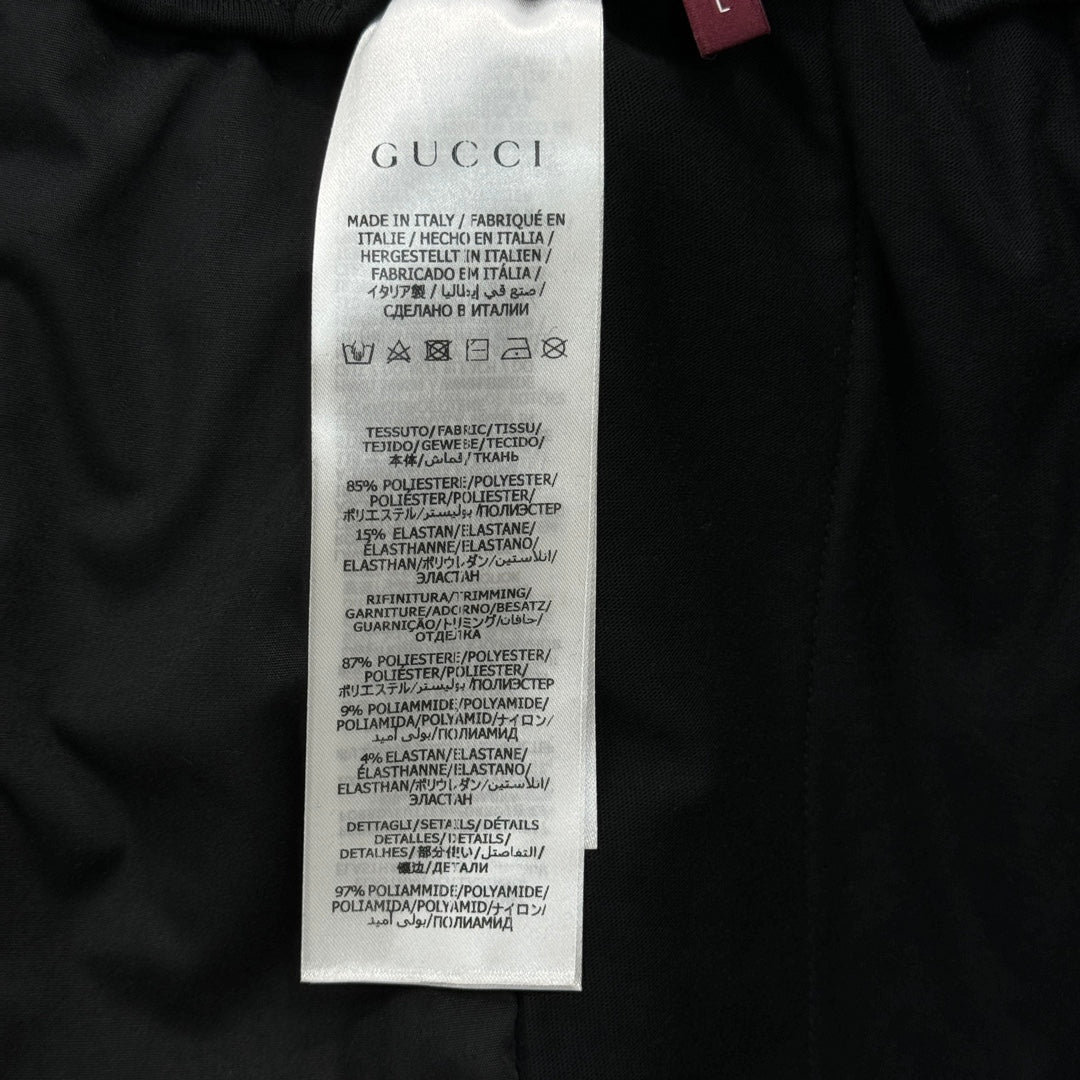 L
GUCCI
MADE IN ITALY / FABRIQUÉ EN
ITALIE / HECHO EN ITALIA /
HERGESTELLT IN ITALIEN /
FABRICADO EM ITÁLIA /
イタリア製 / صنع في إيطاليا /
СДЕЛАНО В ИТАЛИИ
TESSUTO/FABRIC/TISSU/
TEJIDO/GEWEBE/TECIDO/
本体/قماش/ТКАНЬ
85% POLIESTERE/POLYESTER/
POLIÉSTER/POLIESTER/
ポリエステル/بوليستر/ПОЛИЭСТЕР
15% ELASTAN/ELASTANE/
ÉLASTHANNE/ELASTANO/
ELASTHAN/ポリウレタン/انلاستين/
ЭЛАСТАН
RIFINITURA/TRIMMING/
GARNITURE/ADORNO/BESATZ/
GUARNIÇÃO/トリミング/حافات/
ОТДЕЛКА
87% POLIESTERE/POLYESTER/
POLIÉSTER/POLIESTER/
ポリエステル/بوليستر/ПОЛИЭСТЕР
9% POLIAMMIDE/POLYAMIDE/
POLIAMIDA/POLYAMID/ナイロン/
بولي أميد/ПОЛИАМИД
4% ELASTAN/ELASTANE/
ÉLASTHANNE/ELASTANO/
ELASTHAN/ポリウレタン/انلاستين/
ЭЛАСТАН
DETTAGLI/SETAILS/DÉTAILS
DETALLES/DETAILS/
DETALHES/部分使い/التفاصتل/
镶边/ДЕТАЛИ
97% POLIAMMIDE/POLYAMIDE/
POLIAMIDA/POLYAMID/ナイロン/
بولي أميد/ПОЛИАМИД